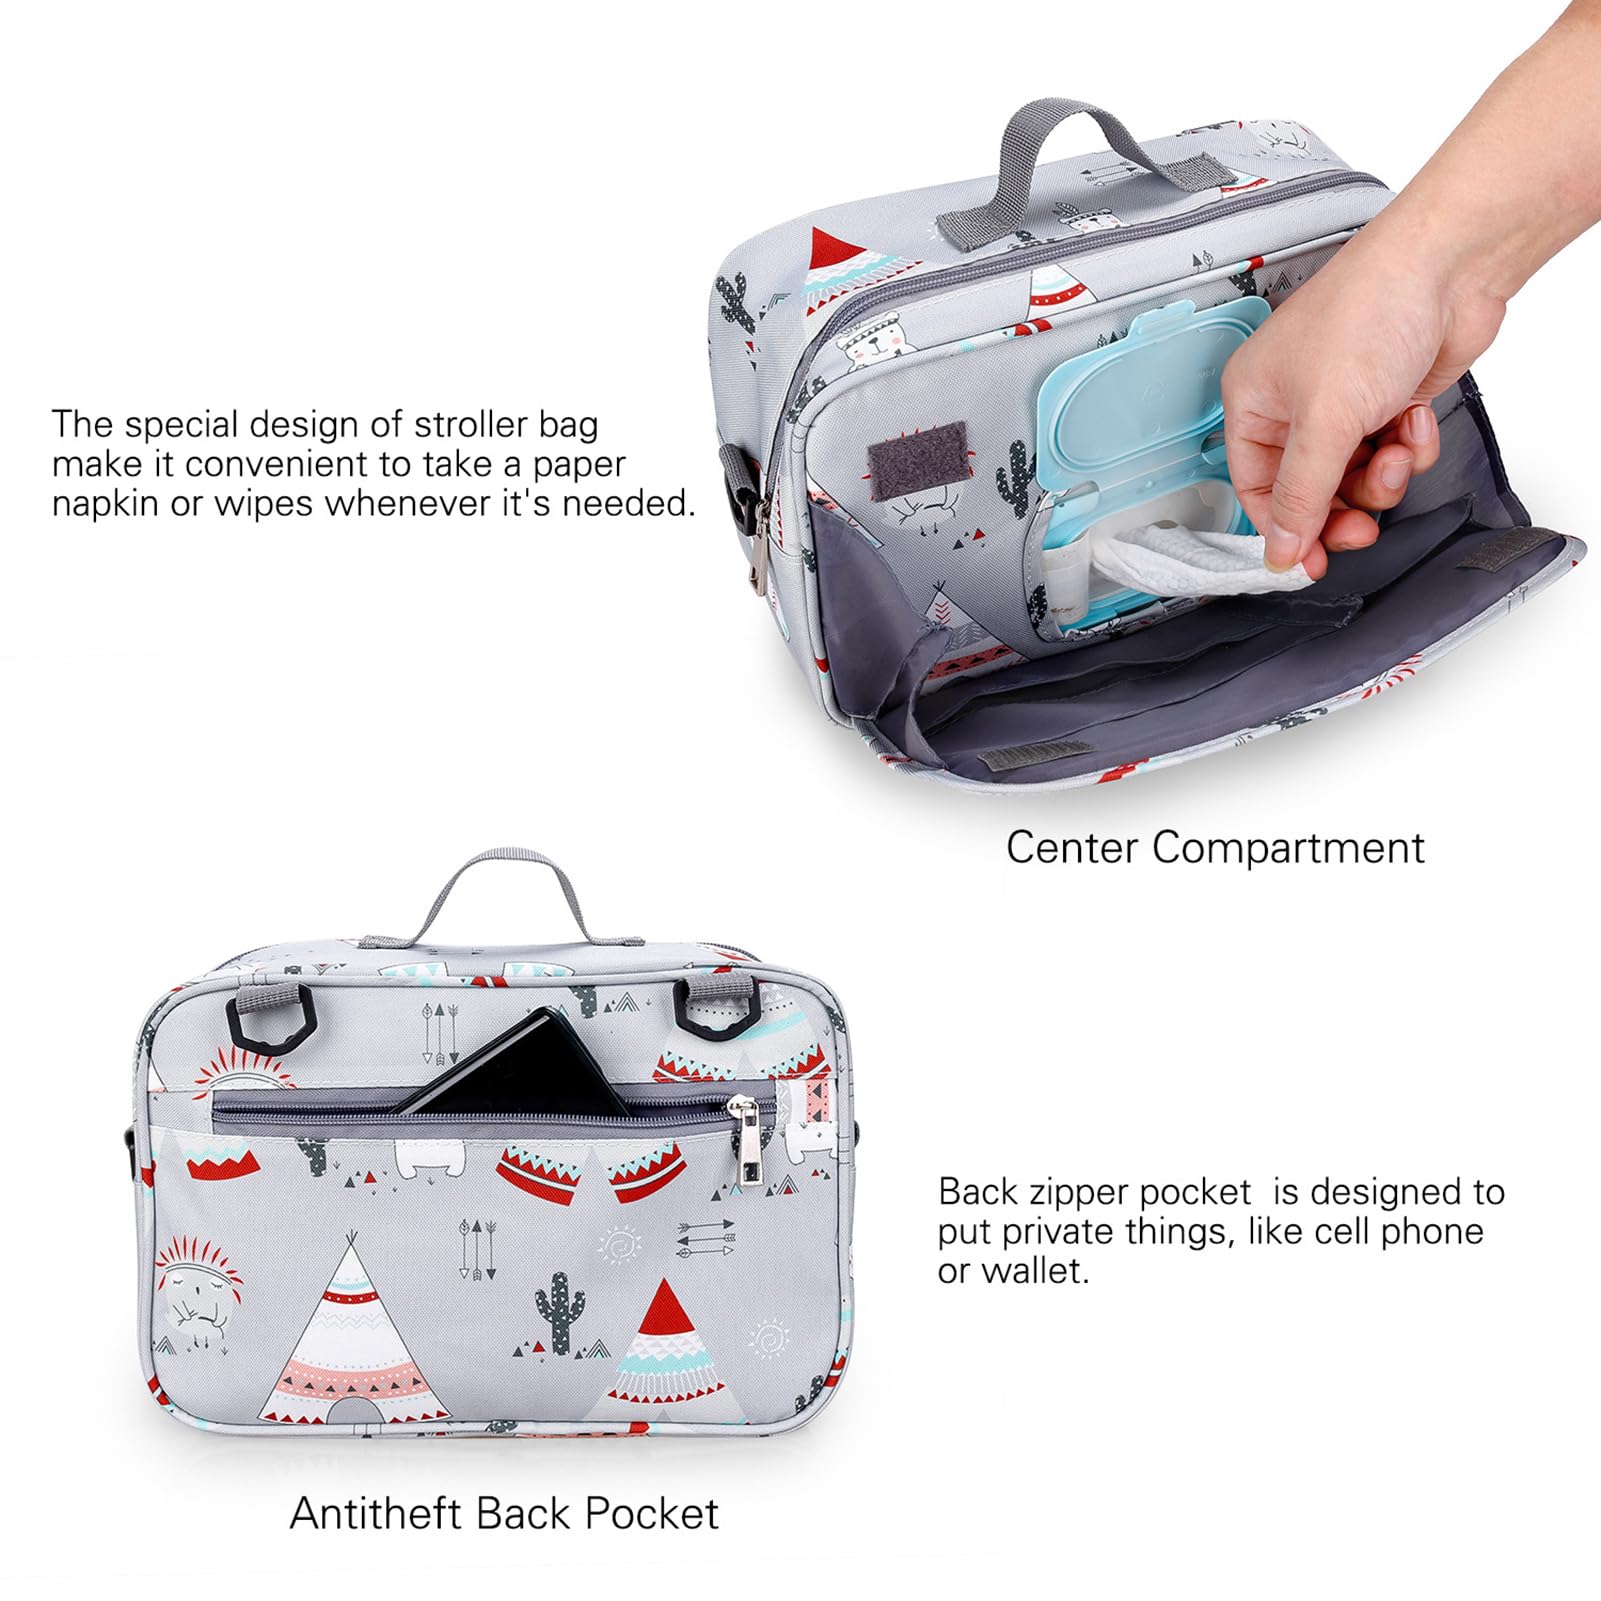 The special design of stroller bag
make it convenient to take a paper
napkin or wipes whenever it's needed.
Center Compartment
Back zipper pocket  is designed to
put private things, like cell phone
or wallet.
Antitheft Back Pocket